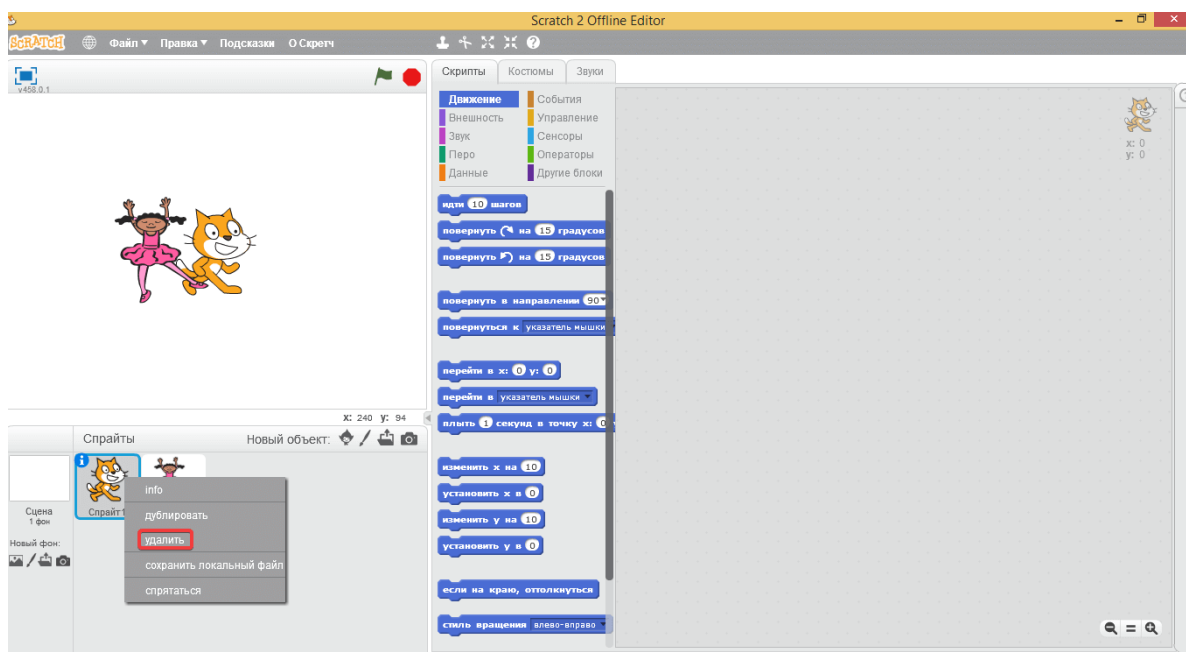 Scratch 2 Offline Editor
SCRATCH Файл Правка Подсказки О Скретч
v458.0.1
Скрипты Костюмы Звуки
Движение События
Внешность Управление
Звук Сенсоры
Перо Операторы
Данные Другие блоки
x: 0
y: 0
идти 10 шагов
повернуть на 15 градусов
повернуть на 15 градусов
повернуть в направлении 90
повернуться к указатель мышки
перейти в x: 0 y: 0
перейти в указатель мышки
плыть 1 секунд в точку x: 0
изменить x на 10
установить x в 0
изменить y на 10
установить y в 0
если на краю, оттолкнуться
стиль вращения влево-вправо
X: 240 Y: 94
Спрайты Новый объект:
Сцена
1 фон
Новый фон:
Спрайт1
info
дублировать
удалить
сохранить локальный файл
спрятаться